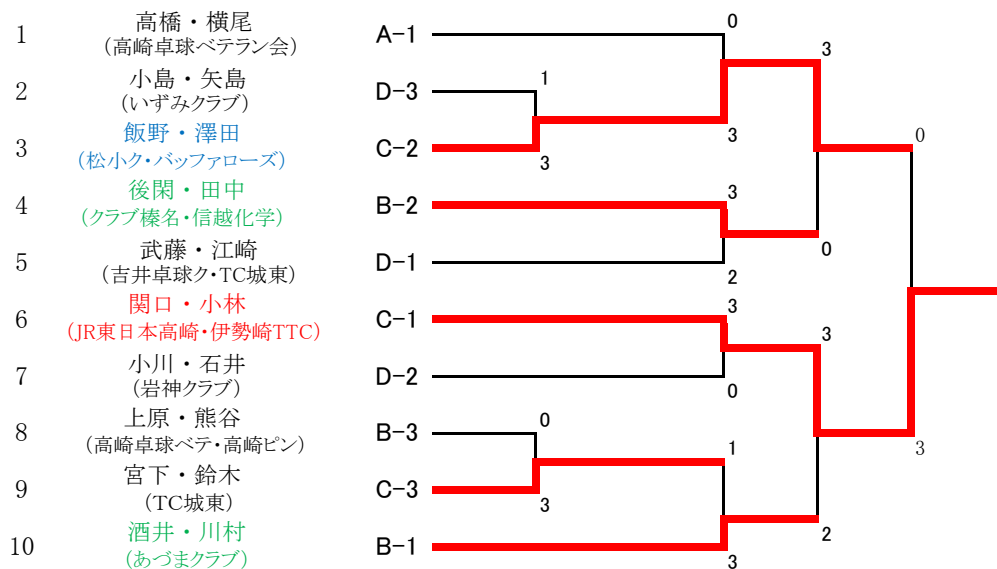 1 高橋・横尾 A-1 0
(高崎卓球ベテラン会)
3
2 小島・矢島 D-3 1
(いずみクラブ)
3 飯野・澤田 C-2 3 3 0
(松小ク・バッファローズ)
4 後閑・田中 B-2 3
(クラブ榛名・信越化学)
0
5 武藤・江崎 D-1 2
(吉井卓球ク・TC城東)
6 関口・小林 C-1 3
(JR東日本高崎・伊勢崎TTC)
3
7 小川・石井 D-2 0
(岩神クラブ)
8 上原・熊谷 B-3 0 1 3
(高崎卓球ベテ・高崎ピン)
9 宮下・鈴木 C-3 3
(TC城東)
2
10 酒井・川村 B-1 3
(あづまクラブ)